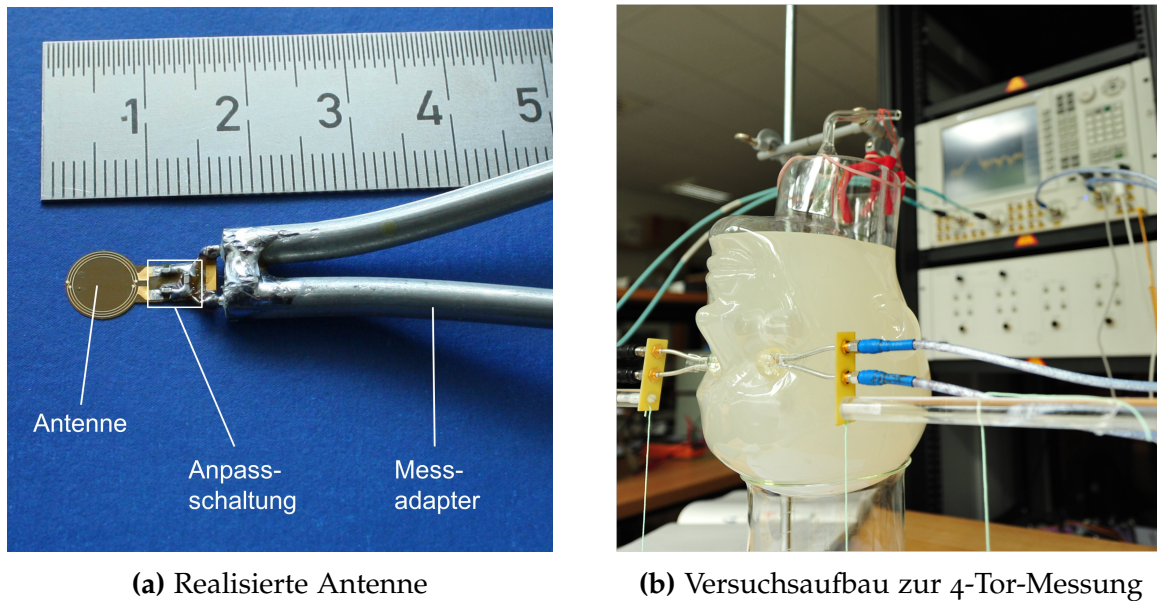 1 2 3 4 5
Antenne
Anpass-
schaltung
Mess-
adapter
(a) Realisierte Antenne
(b) Versuchsaufbau zur 4-Tor-Messung